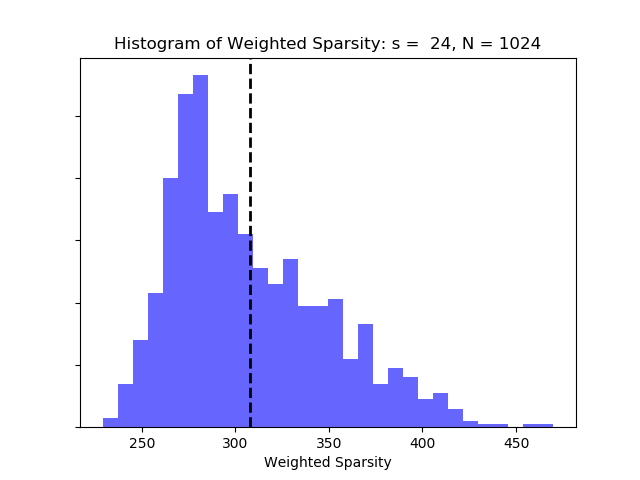 Histogram of Weighted Sparsity: s =  24, N = 1024
250 300 350 400 450
Weighted Sparsity